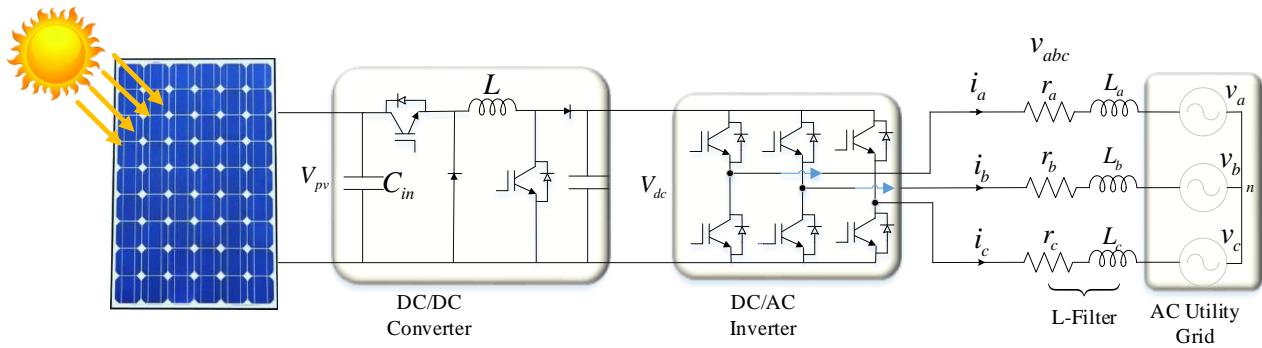 V_pv
C_in
L
DC/DC
Converter
V_dc
DC/AC
Inverter
v_abc
i_a
r_a
L_a
v_a
i_b
r_b
L_b
v_b
n
i_c
r_c
L_c
v_c
L-Filter
AC Utility
Grid